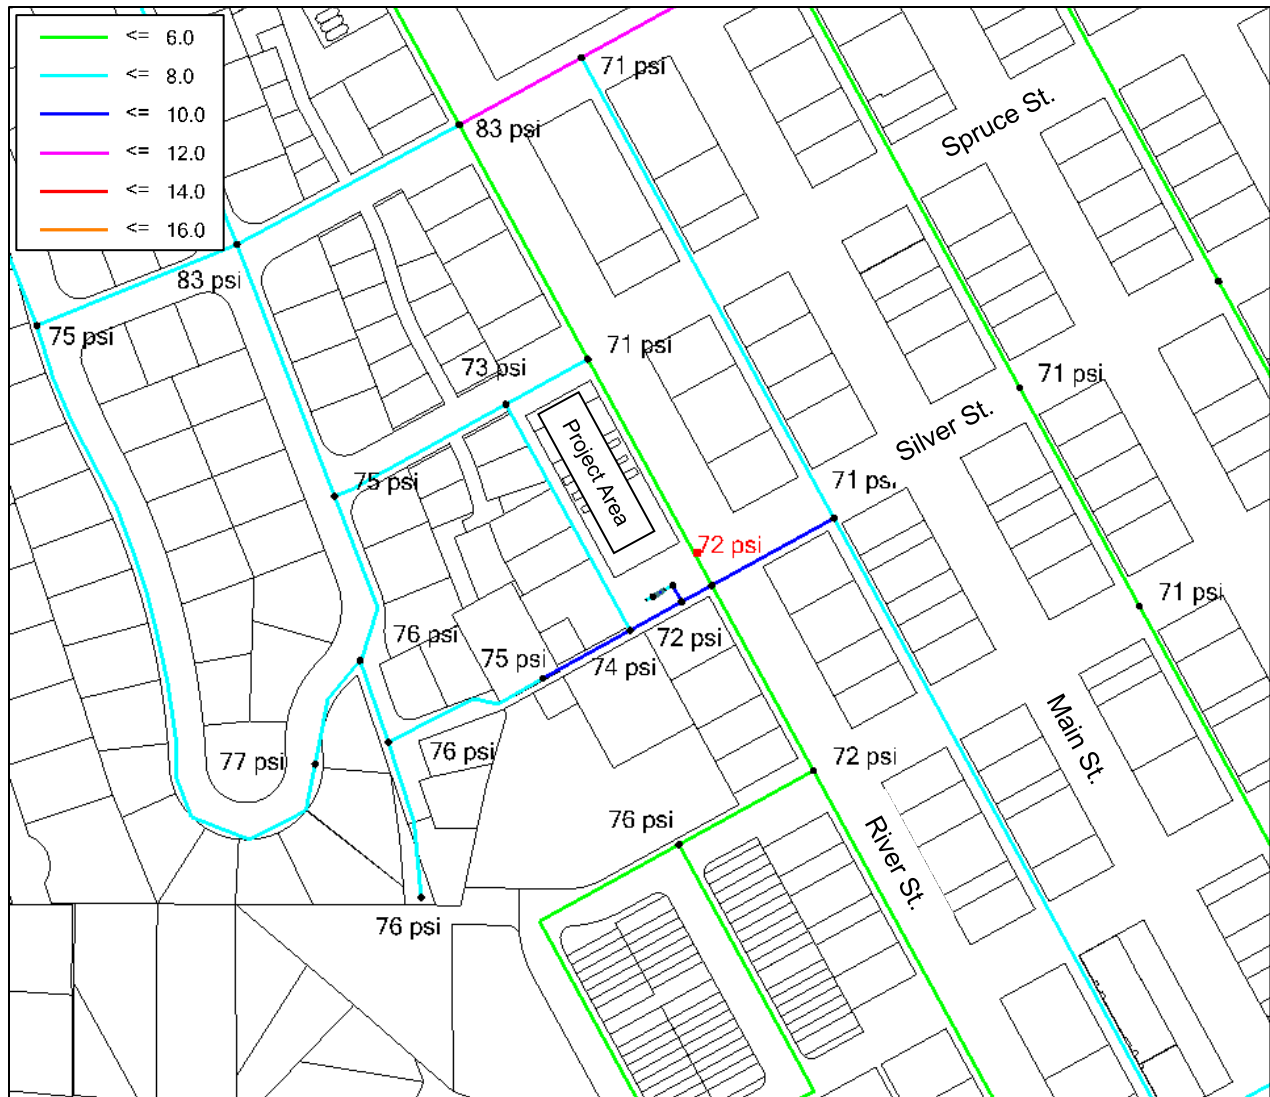 <= 6.0
<= 8.0
<= 10.0
<= 12.0
<= 14.0
<= 16.0
71 psi
83 psi
Spruce St.
83 psi
75 psi
73 psi
71 psi
71 psi
Silver St.
Project Area
75 psi
71 psi
72 psi
71 psi
76 psi
75 psi
74 psi
72 psi
Main St.
77 psi
76 psi
72 psi
76 psi
River St.
76 psi